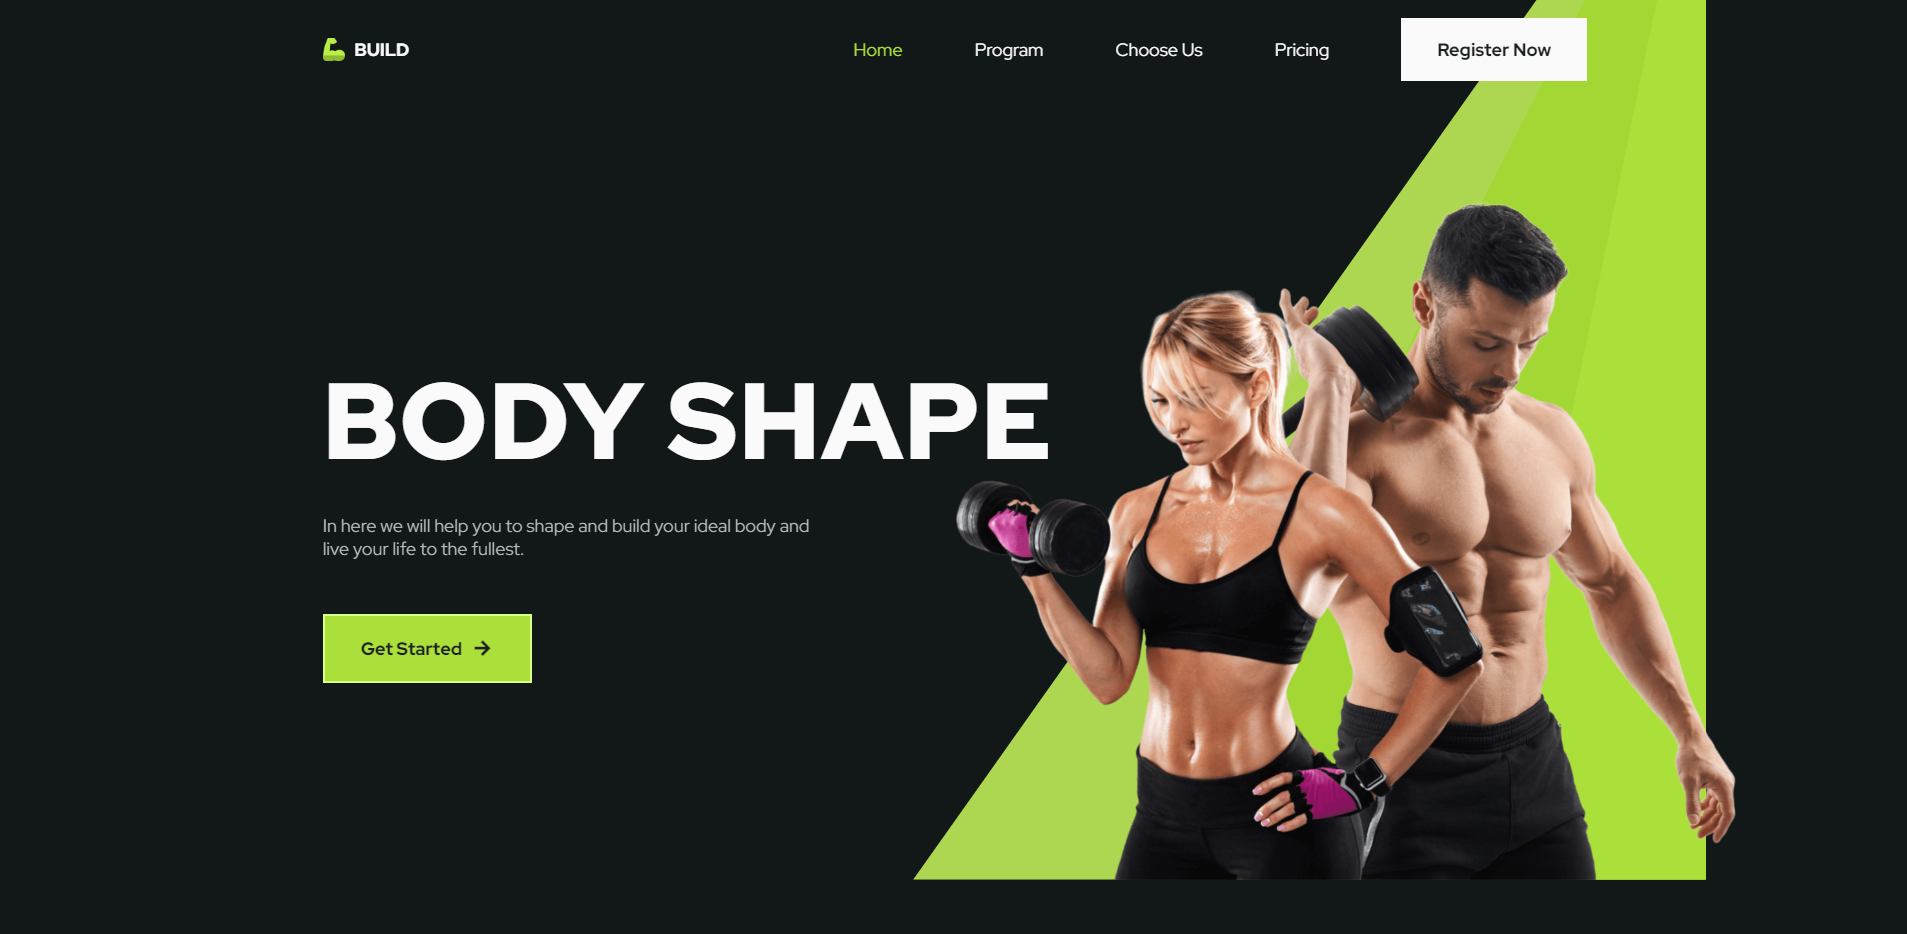 BUILD
Home
Program
Choose Us
Pricing
Register Now
BODY SHAPE
In here we will help you to shape and build your ideal body and
live your life to the fullest.
Get Started